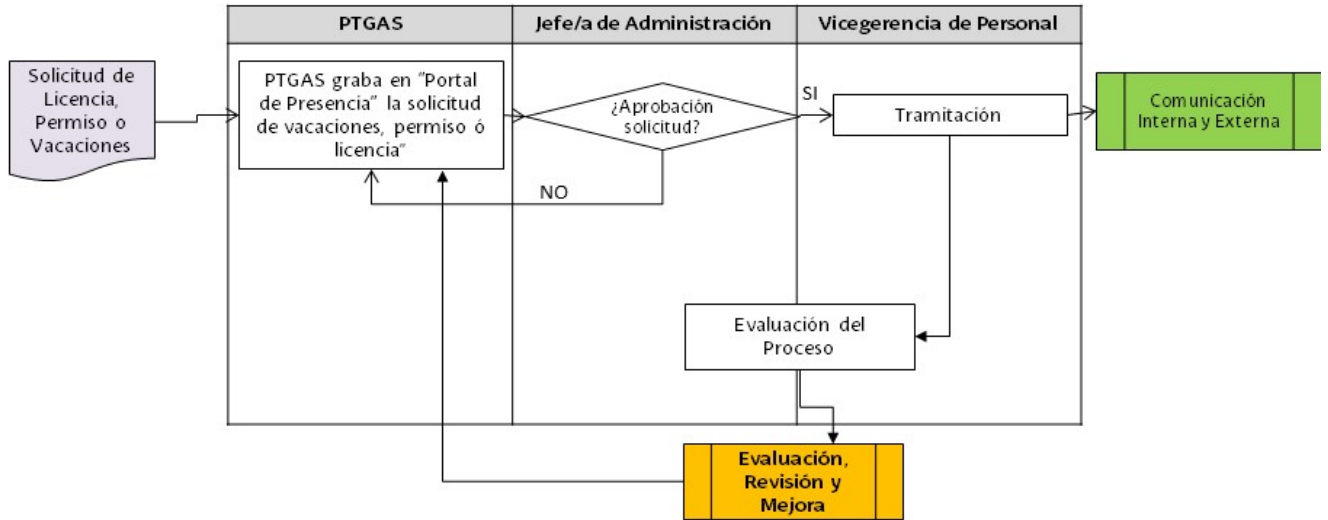 PTGAS
Jefe/a de Administración
Vicegerencia de Personal
Solicitud de
Licencia,
Permiso o
Vacaciones
PTGAS graba en "Portal
de Presencia" la solicitud
de vacaciones, permiso ó
licencia"
¿Aprobación
solicitud?
SI
Tramitación
Comunicación
Interna y Externa
NO
Evaluación del
Proceso
Evaluación,
Revisión y
Mejora